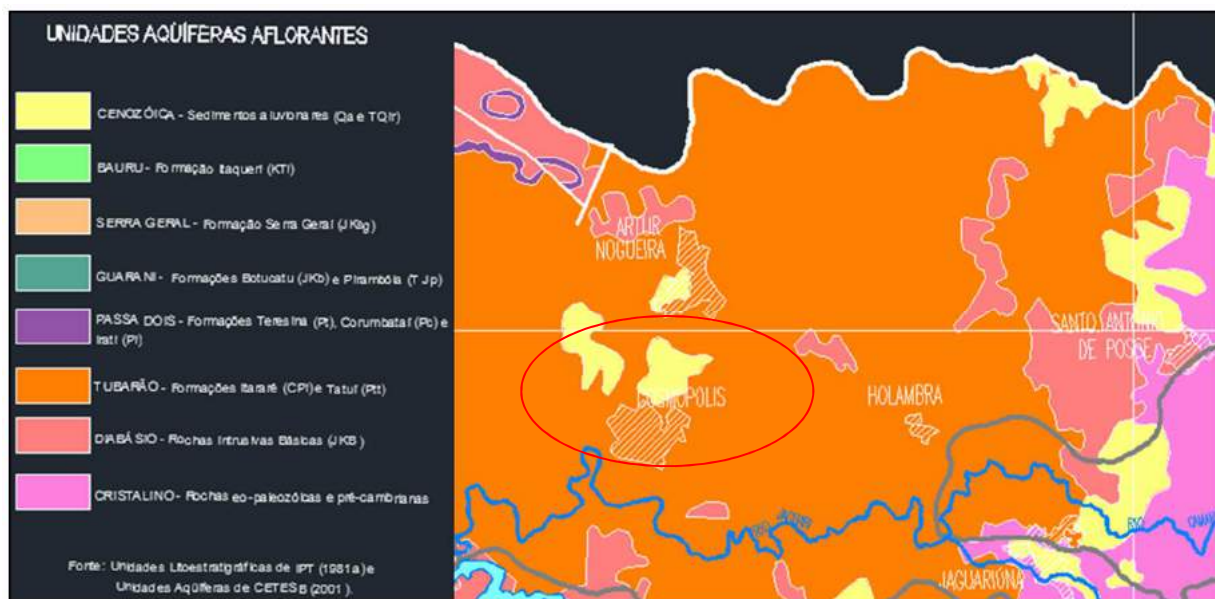 UNIDADES AQÜÍFERAS AFLORANTES
CENOZÓICA - Sedimentos aluvionares (Qa e TQir)
BAURU - Formação Itaqueri (KTi)
SERRA GERAL - Formação Serra Geral (JKsg)
GUARANI - Formações Botucatu (JKb) e Pirambóia (TJp)
PASSA DOIS - Formações Teresina (Pt), Corumbataí (Pc) e
Irati (Pi)
TUBARÃO - Formações Itararé (CPi) e Tatuí (Ptt)
DIABÁSIO - Rochas Intrusivas Básicas (JKB)
CRISTALINO - Rochas eo-paleozóicas e pré-cambrianas
Fonte: Unidades Litoestratigráficas de IPT (1981a) e
Unidades Aqüíferas de CETESB (2001).
ARTUR
NOGUEIRA
SANTO ANTONIO
DE POSSE
COSMÓPOLIS
HOLAMBRA
RIO JAGUARI
RIO
JAGUARIÚNA